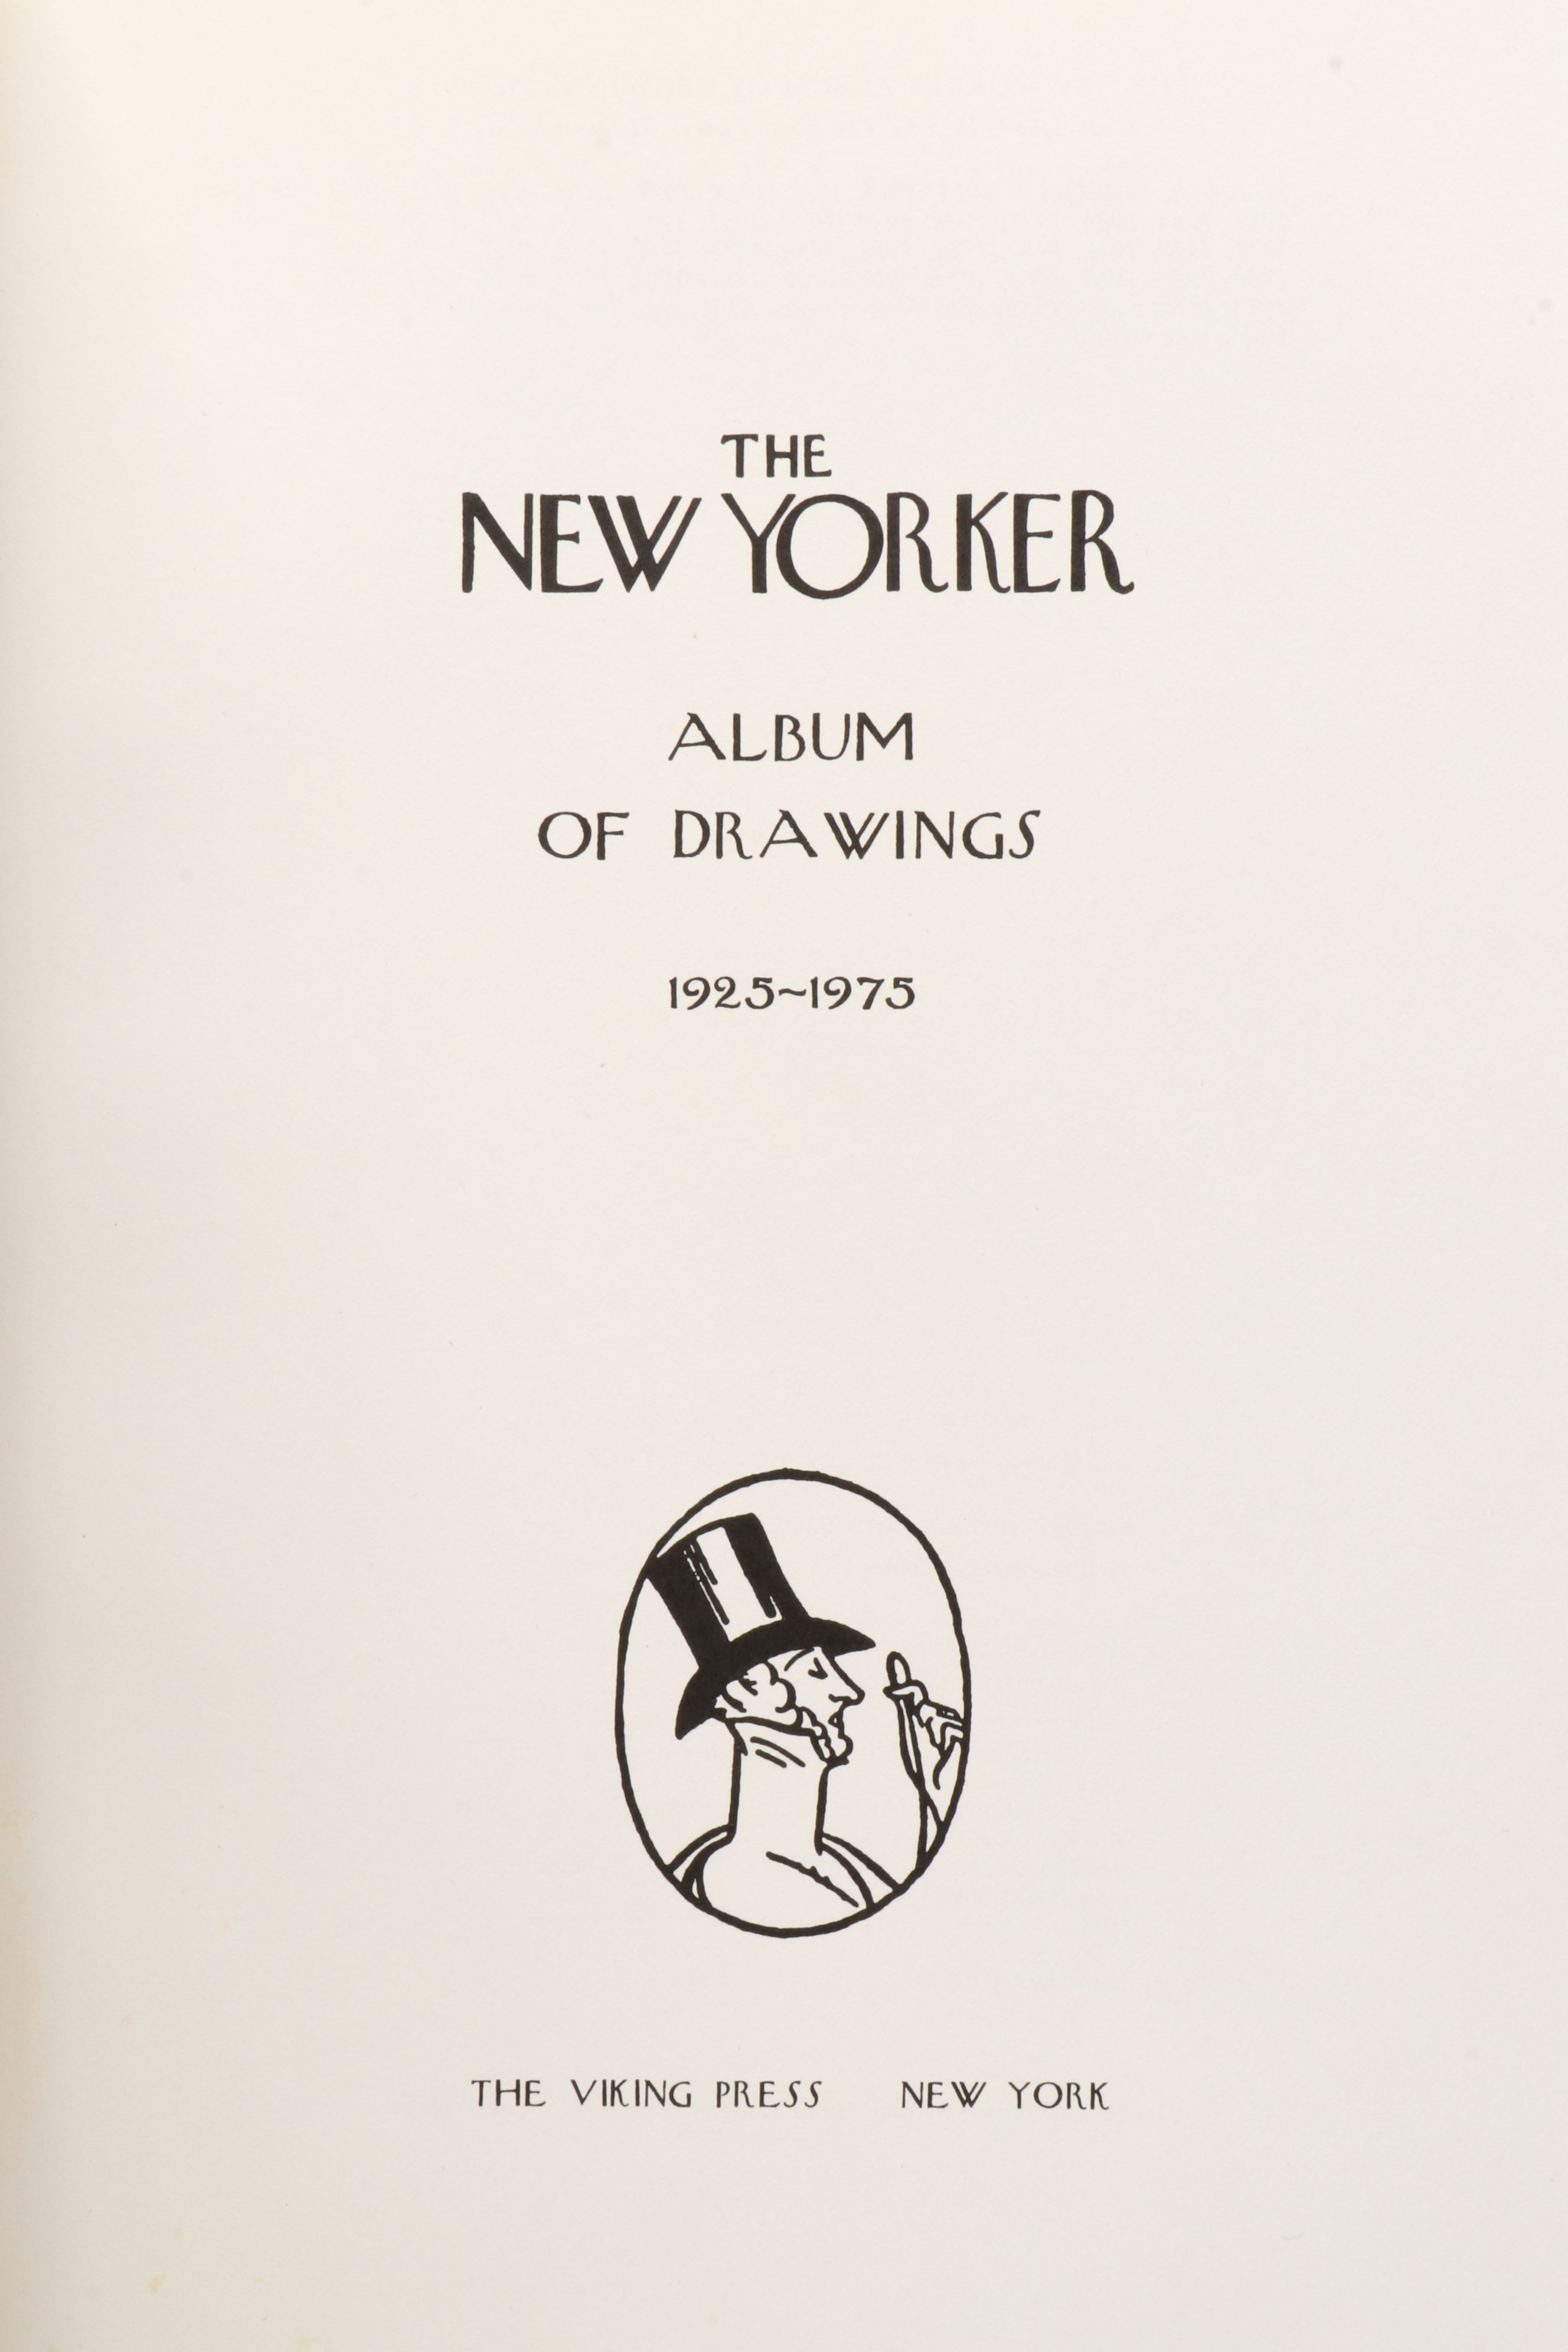 THE
NEW YORKER
ALBUM
OF DRAWINGS
1925~1975
THE VIKING PRESS NEW YORK